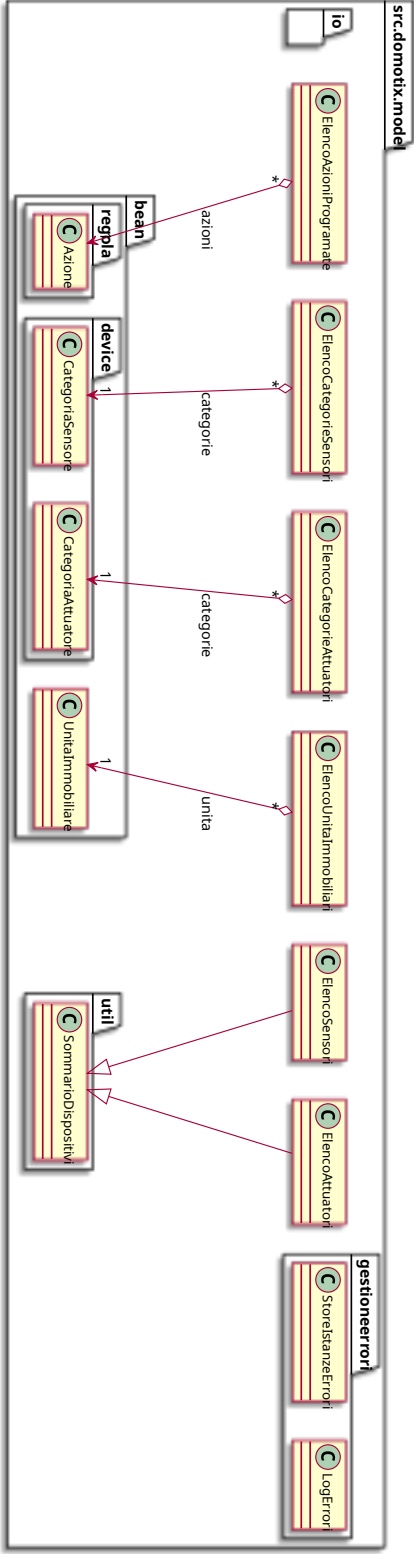 src.domotix.model
io
C ElencoAzioniProgramate
C ElencoCategorieSensori
C ElencoCategorieAttuatori
C ElencoUnitaImmobiliari
C ElencoSensori
C ElencoAttuatori
gestioneerrori
C StoreIstanzeErrori
C LogErrori
*
*
*
*
azioni
categorie
categorie
unita
bean
regpla
1
1
1
C Azione
device
C CategoriaSensore
C CategoriaAttuatore
C UnitaImmobiliare
util
C SommarioDispositivi